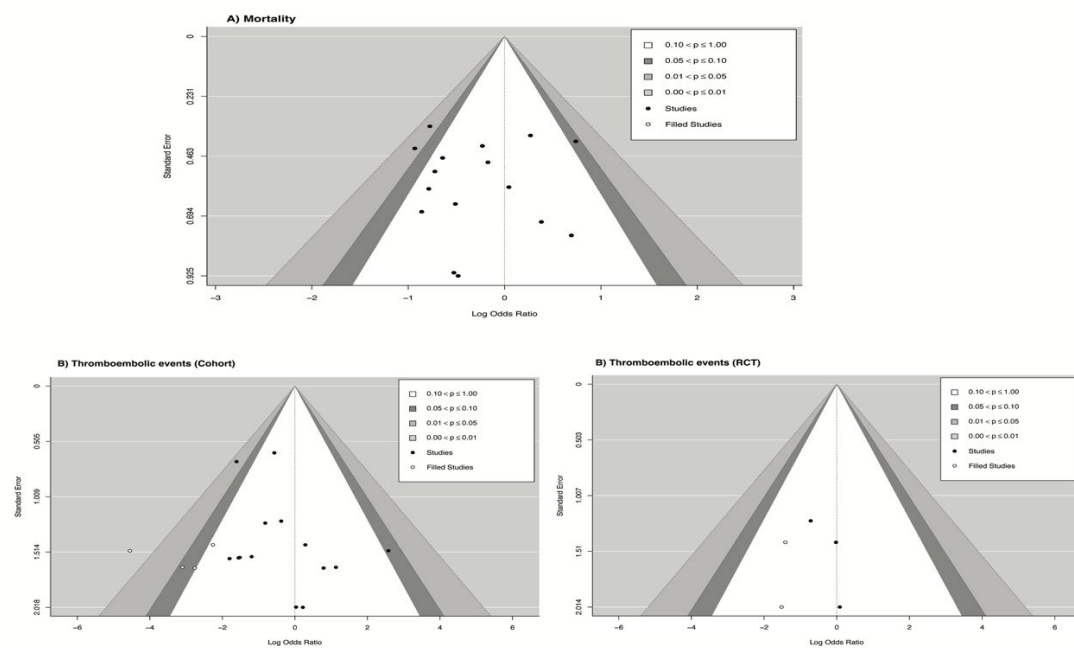 A) Mortality
0.10 < p ≤ 1.00
0.05 < p ≤ 0.10
0.01 < p ≤ 0.05
0.00 < p ≤ 0.01
Studies
Filled Studies
Standard Error
0
0.231
0.463
0.694
0.925
−3 −2 −1 0 1 2 3
Log Odds Ratio
B) Thromboembolic events (Cohort)
0.10 < p ≤ 1.00
0.05 < p ≤ 0.10
0.01 < p ≤ 0.05
0.00 < p ≤ 0.01
Studies
Filled Studies
Standard Error
0
0.505
1.009
1.514
2.018
−6 −4 −2 0 2 4 6
Log Odds Ratio
B) Thromboembolic events (RCT)
0.10 < p ≤ 1.00
0.05 < p ≤ 0.10
0.01 < p ≤ 0.05
0.00 < p ≤ 0.01
Studies
Filled Studies
Standard Error
0
0.503
1.007
1.51
2.014
−6 −4 −2 0 2 4 6
Log Odds Ratio